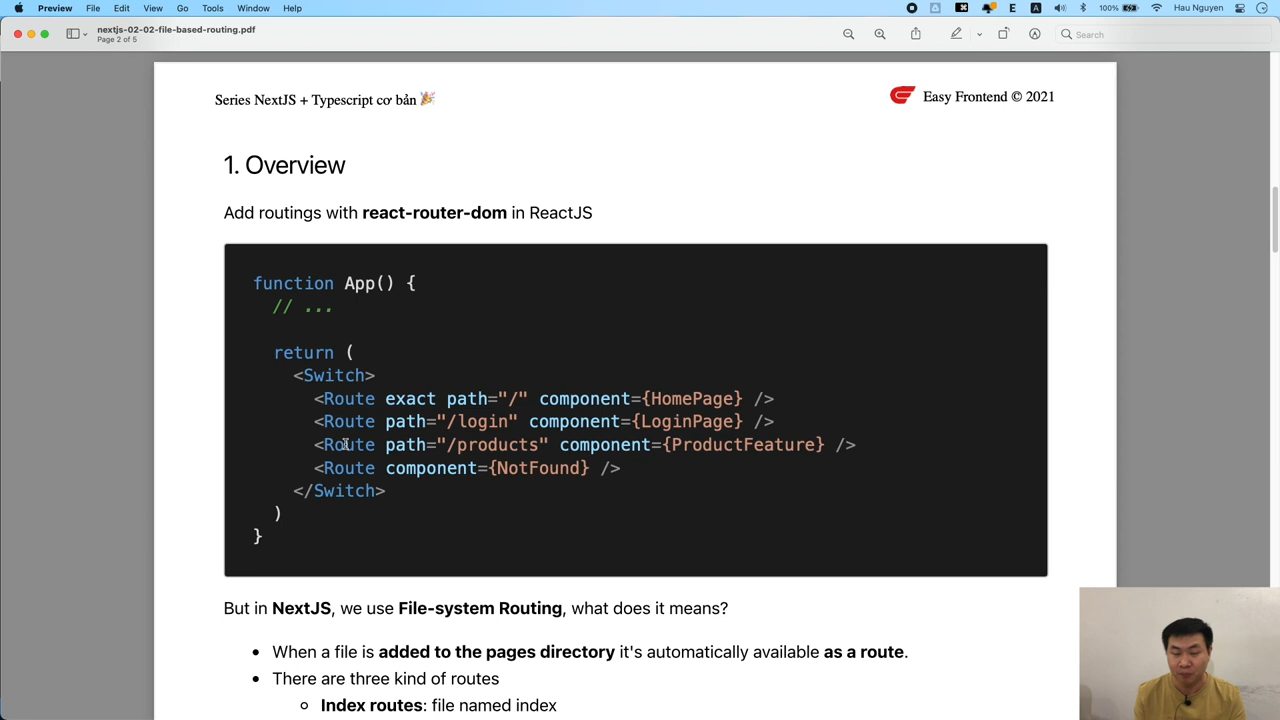 Preview File Edit View Go Tools Window Help
E A 100% Hau Nguyen
nextjs-02-02-file-based-routing.pdf
Page 2 of 5
Search
Series NextJS + Typescript cơ bản 🎉
Easy Frontend © 2021
1. Overview
Add routings with react-router-dom in ReactJS
function App() {
// ...
return (
<Switch>
<Route exact path="/" component={HomePage} />
<Route path="/login" component={LoginPage} />
<Route path="/products" component={ProductFeature} />
<Route component={NotFound} />
</Switch>
)
}
But in NextJS, we use File-system Routing, what does it means?
• When a file is added to the pages directory it's automatically available as a route.
• There are three kind of routes
○ Index routes: file named index